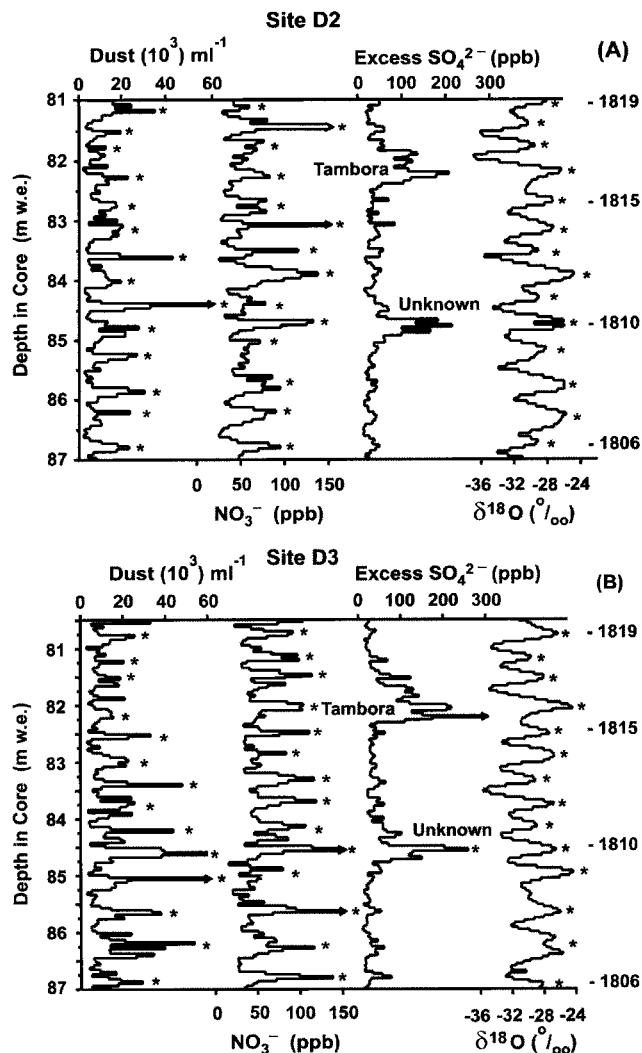 Site D2
Dust (10³) ml⁻¹
Excess SO₄²⁻ (ppb)
(A)
0 20 40 60 0 100 200 300
81
82
83
84
85
86
87
Depth in Core (m w.e.)
Tambora
Unknown
- 1819
- 1815
- 1810
- 1806
0 50 100 150
NO₃⁻ (ppb)
-36 -32 -28 -24
δ¹⁸O (°/oo)
Site D3
Dust (10³) ml⁻¹
Excess SO₄²⁻ (ppb)
(B)
0 20 40 60 0 100 200 300
81
82
83
84
85
86
87
Depth in Core (m w.e.)
Tambora
Unknown
- 1819
- 1815
- 1810
- 1806
0 50 100 150
NO₃⁻ (ppb)
-36 -32 -28 -24
δ¹⁸O (°/oo)